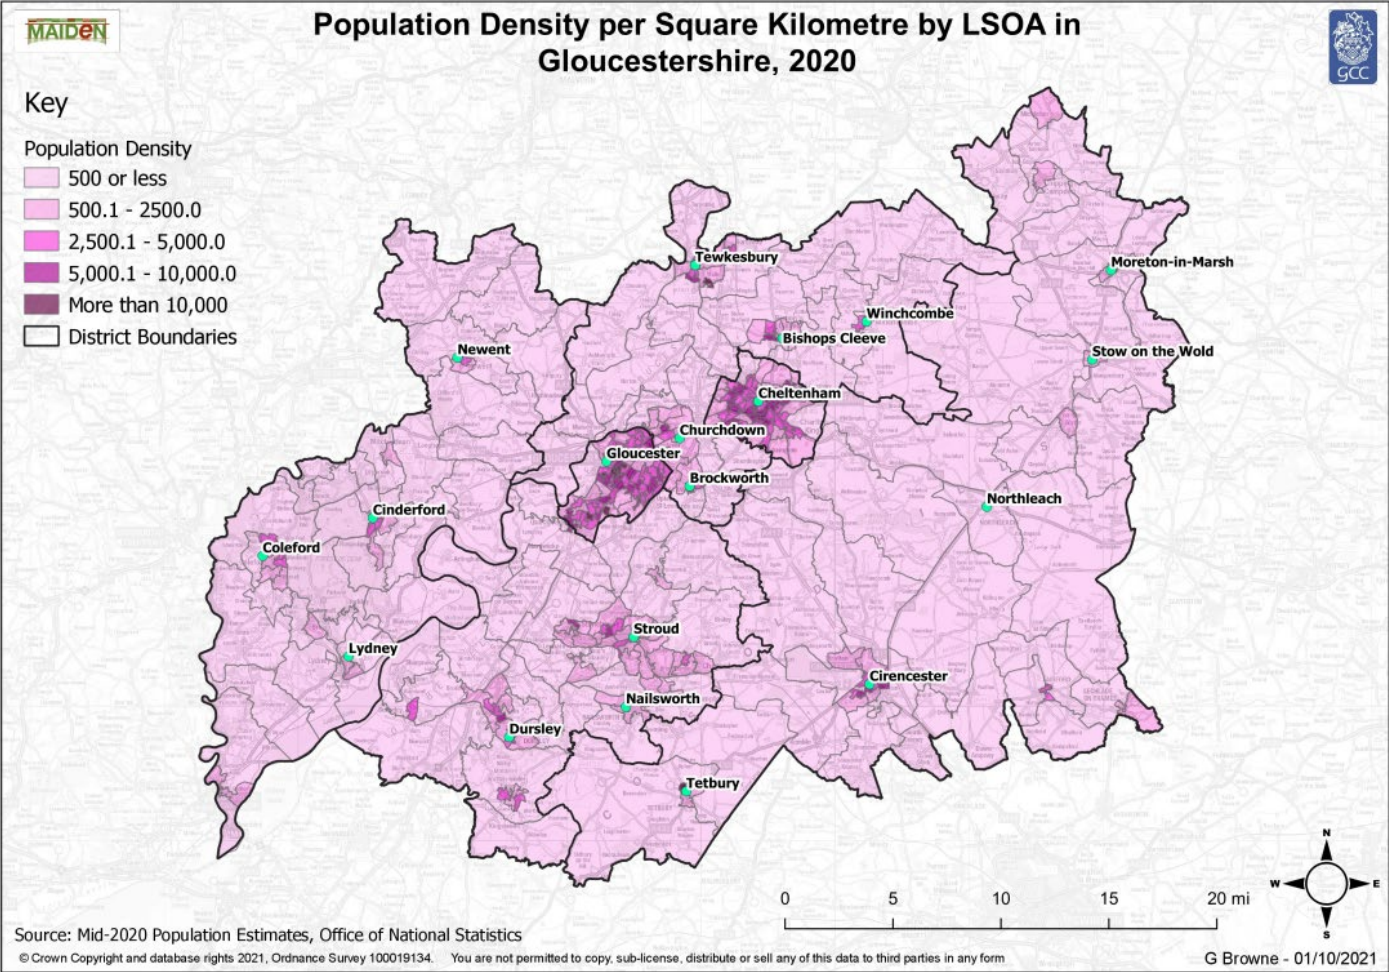 MAIDEN
Population Density per Square Kilometre by LSOA in
Gloucestershire, 2020
GCC
Key
Population Density
500 or less
500.1 - 2500.0
2,500.1 - 5,000.0
5,000.1 - 10,000.0
More than 10,000
District Boundaries
Tewkesbury
Moreton-in-Marsh
Winchcombe
Bishops Cleeve
Newent
Stow on the Wold
Cheltenham
Churchdown
Gloucester
Brockworth
Northleach
Cinderford
Coleford
Stroud
Lydney
Cirencester
Nailsworth
Dursley
Tetbury
N
W E
S
0 5 10 15 20 mi
Source: Mid-2020 Population Estimates, Office of National Statistics
© Crown Copyright and database rights 2021, Ordnance Survey 100019134. You are not permitted to copy, sub-license, distribute or sell any of this data to third parties in any form
G Browne - 01/10/2021